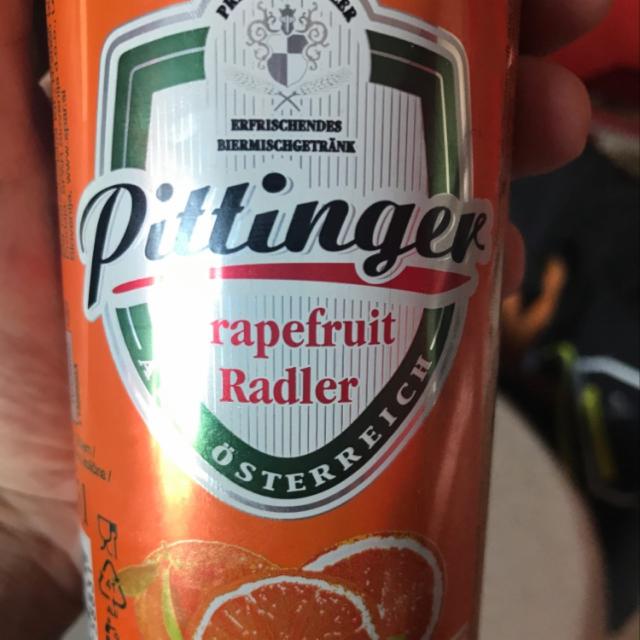 ERFRISCHENDES
BIERMISCHGETRÄNK
Pittinger
rapefruit
Radler
ÖSTERREICH